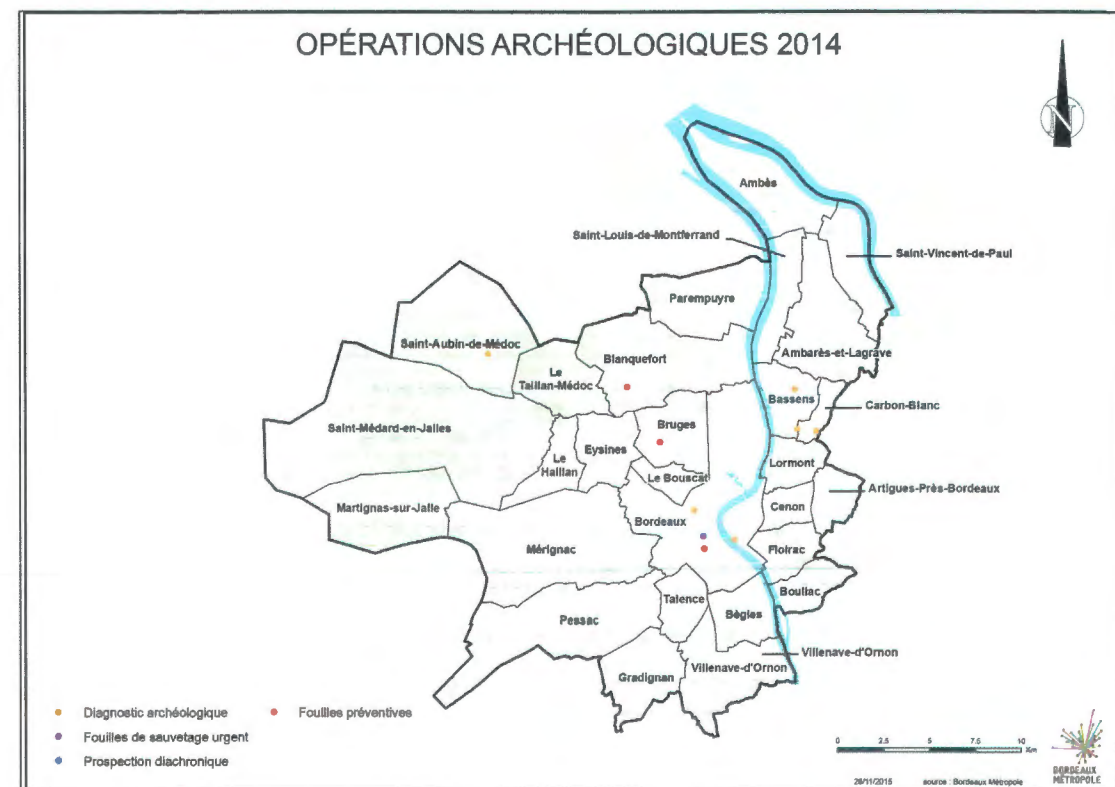 OPÉRATIONS ARCHÉOLOGIQUES 2014
N
Ambès
Saint-Louis-de-Montferrand
Saint-Vincent-de-Paul
Parempuyre
Saint-Aubin-de-Médoc
Le
Taillan-Médoc
Blanquefort
Ambarès-et-Lagrave
Bassens
Carbon-Blanc
Saint-Médard-en-Jalles
Bruges
Le
Haillan
Eysines
Lormont
Le Bouscat
Artigues-Près-Bordeaux
Martignas-sur-Jalle
Cenon
Bordeaux
Mérignac
Floirac
Bouliac
Talence
Pessac
Bègles
Villenave-d'Ornon
Villenave-d'Ornon
Gradignan
Diagnostic archéologique
Fouilles préventives
Fouilles de sauvetage urgent
Prospection diachronique
0 2,5 5 7,5 10
Km
26/11/2015 source : Bordeaux Métropole
BORDEAUX
MÉTROPOLE